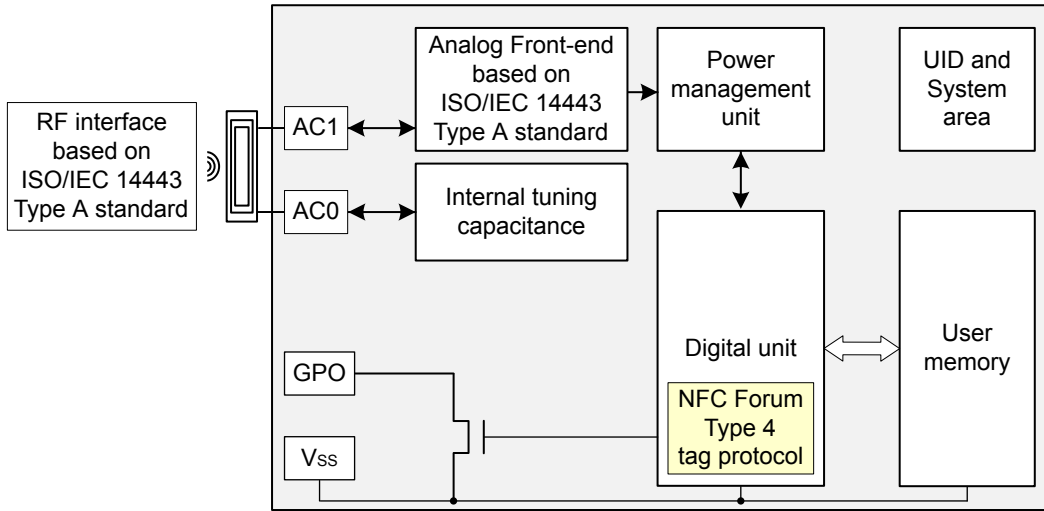 RF interface
based on
ISO/IEC 14443
Type A standard
AC1
AC0
Analog Front-end
based on
ISO/IEC 14443
Type A standard
Internal tuning
capacitance
Power
management
unit
UID and
System
area
GPO
VSS
Digital unit
NFC Forum
Type 4
tag protocol
User
memory